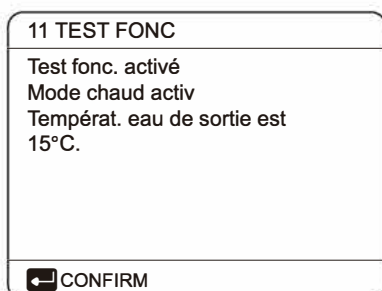 11 TEST FONC
Test fonc. activé
Mode chaud activ
Températ. eau de sortie est
15°C.
CONFIRM